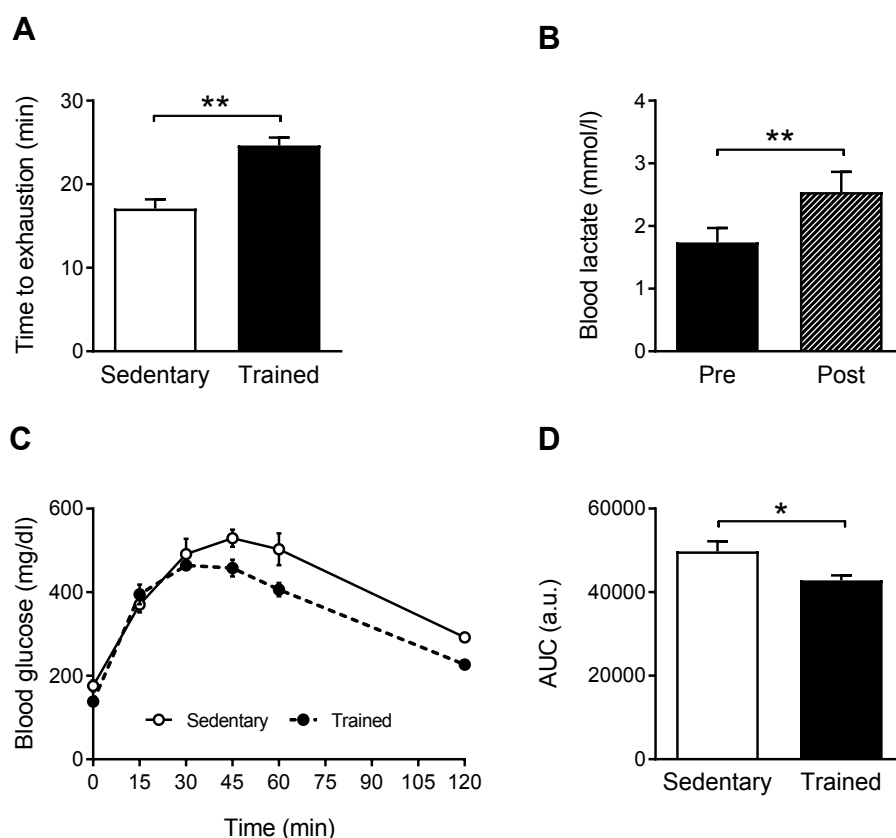 A
Time to exhaustion (min)
30
20
10
0
**
Sedentary Trained
B
Blood lactate (mmol/l)
4
3
2
1
0
**
Pre Post
C
Blood glucose (mg/dl)
600
400
200
0
Sedentary Trained
0 15 30 45 60 75 90 105 120
Time (min)
D
AUC (a.u.)
60000
40000
20000
0
*
Sedentary Trained